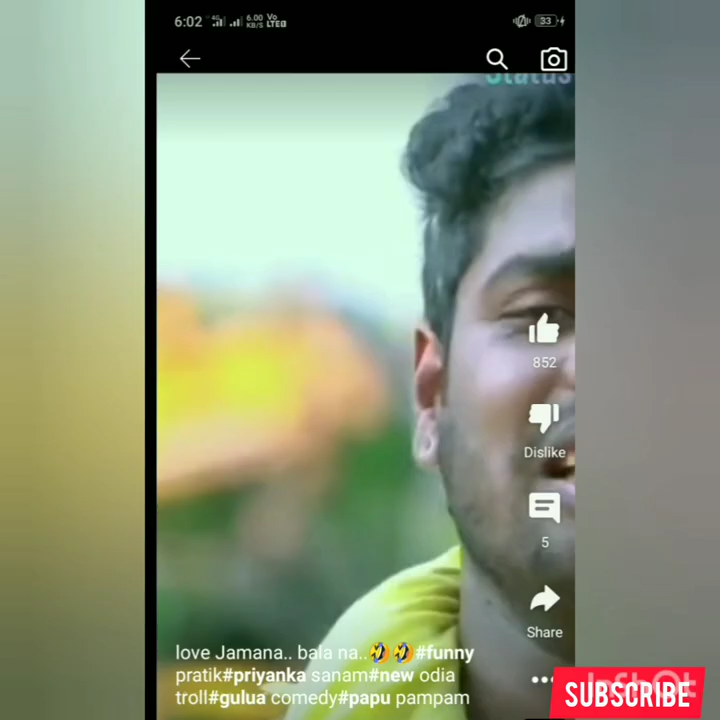 6:02 4G 6.00 KB/S Vo LTE 33
Status
852
Dislike
5
Share
love Jamana.. bala na..🤣🤣#funny
pratik#priyanka sanam#new odia
troll#gulua comedy#papu pampam
SUBSCRIBE